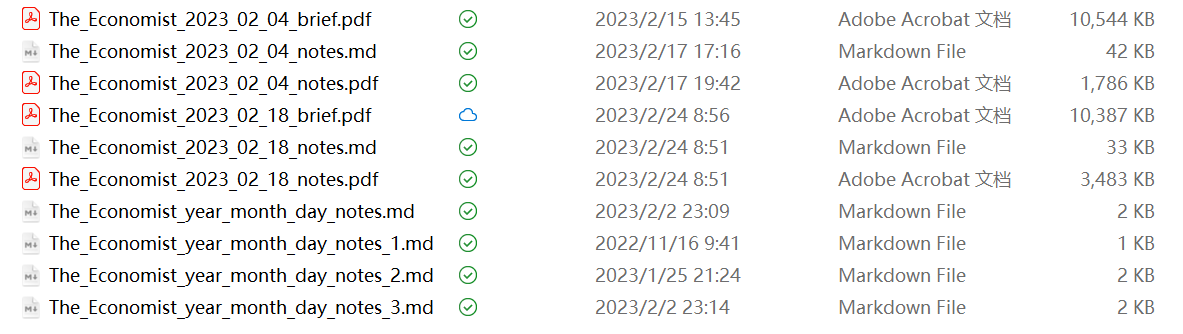 The_Economist_2023_02_04_brief.pdf 2023/2/15 13:45 Adobe Acrobat 文档 10,544 KB
The_Economist_2023_02_04_notes.md 2023/2/17 17:16 Markdown File 42 KB
The_Economist_2023_02_04_notes.pdf 2023/2/17 19:42 Adobe Acrobat 文档 1,786 KB
The_Economist_2023_02_18_brief.pdf 2023/2/24 8:56 Adobe Acrobat 文档 10,387 KB
The_Economist_2023_02_18_notes.md 2023/2/24 8:51 Markdown File 33 KB
The_Economist_2023_02_18_notes.pdf 2023/2/24 8:51 Adobe Acrobat 文档 3,483 KB
The_Economist_year_month_day_notes.md 2023/2/2 23:09 Markdown File 2 KB
The_Economist_year_month_day_notes_1.md 2022/11/16 9:41 Markdown File 1 KB
The_Economist_year_month_day_notes_2.md 2023/1/25 21:24 Markdown File 2 KB
The_Economist_year_month_day_notes_3.md 2023/2/2 23:14 Markdown File 2 KB